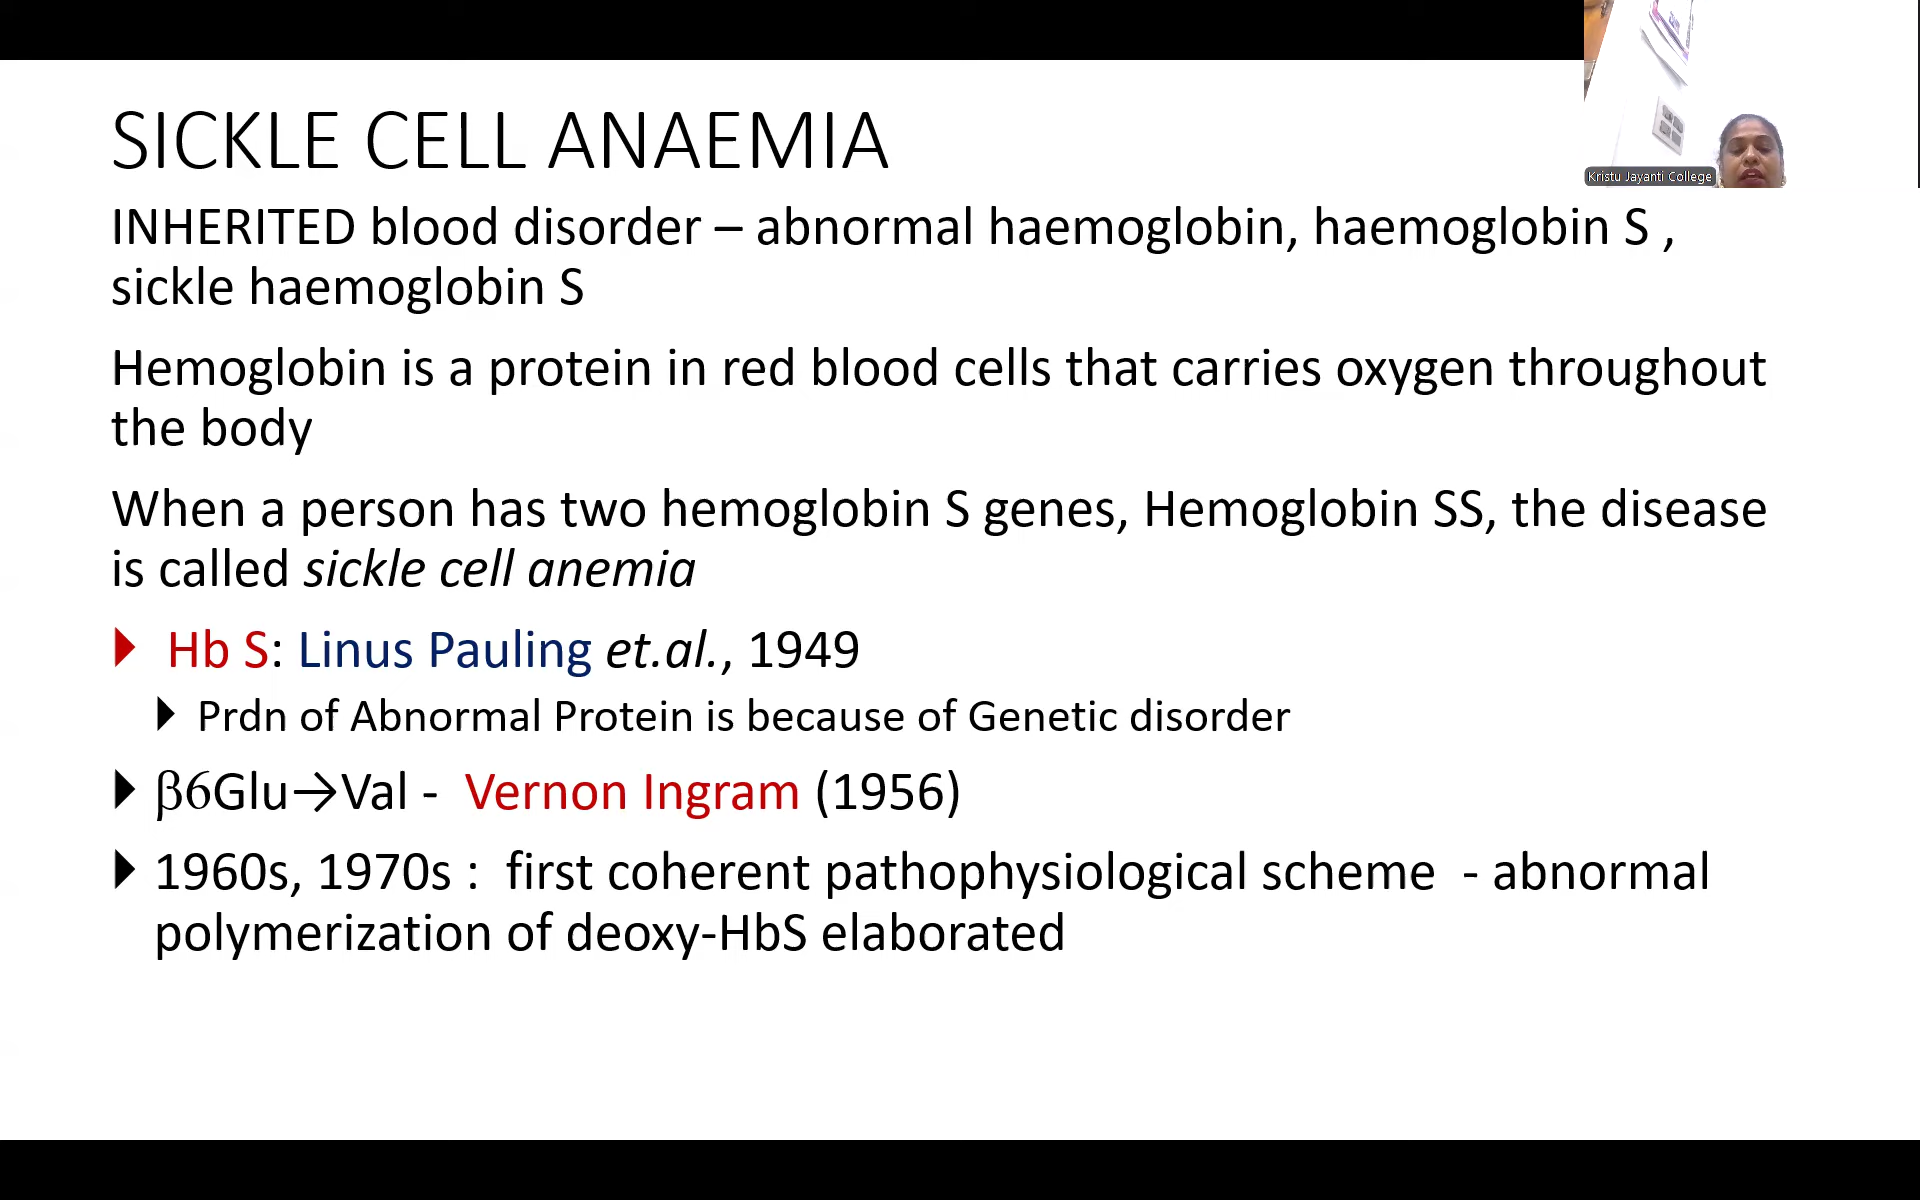 SICKLE CELL ANAEMIA
Kristu Jayanti College
INHERITED blood disorder – abnormal haemoglobin, haemoglobin S ,
sickle haemoglobin S
Hemoglobin is a protein in red blood cells that carries oxygen throughout
the body
When a person has two hemoglobin S genes, Hemoglobin SS, the disease
is called sickle cell anemia
Hb S: Linus Pauling et.al., 1949
Prdn of Abnormal Protein is because of Genetic disorder
β6Glu→Val - Vernon Ingram (1956)
1960s, 1970s : first coherent pathophysiological scheme - abnormal
polymerization of deoxy-HbS elaborated